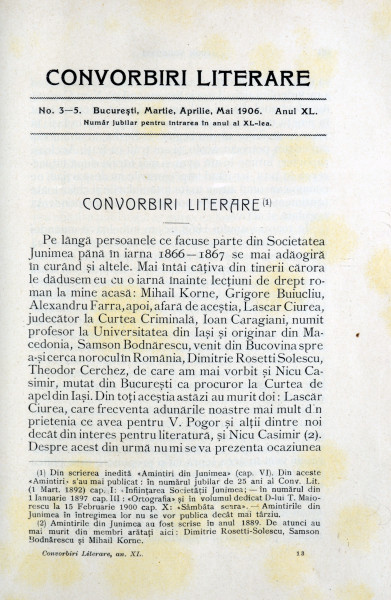 CONVORBIRI LITERARE
No. 3—5. Bucureşti, Martie, Aprilie, Mai 1906. Anul XL.
Număr jubilar pentru intrarea în anul al XL-lea.
CONVORBIRI LITERARE (1)
Pe lângă persoanele ce facuse parte din Societatea
Junimea până în iarna 1866—1867 se mai adăogiră
în curând şi altele. Mai întâi câţiva din tinerii cărora
le dădusem eu cu o iarnă înainte lecţiuni de drept ro-
man la mine acasă: Mihail Korne, Grigore Buiucliu,
Alexandru Farra, apoi, afară de aceştia, Lascar Ciurea,
judecător la Curtea Criminală, Ioan Caragiani, numit
profesor la Universitatea din Iaşi şi originar din Ma-
cedonia, Samson Bodnărescu, venit din Bucovina spre
a-şi cerca norocul în România, Dimitrie Rosetti Solescu,
Theodor Cerchez, de care am mai vorbit şi Nicu Ca-
simir, mutat din Bucureşti ca procuror la Curtea de
apel din Iaşi. Din toţi aceştia astăzi au murit doi: Lascar
Ciurea, care frecventa adunările noastre mai mult d n
prietenia ce avea pentru V. Pogor şi alţii dintre noi
decât din interes pentru literatură, şi Nicu Casimir (2).
Despre acest din urmă nu mi se va prezenta ocaziunea
(1) Din scrierea inedită «Amintiri din Junimea» (cap. VI). Din aceste
«Amintiri» s'au mai publicat: în numărul jubilar de 25 ani al Conv. Lit.
(1 Mart. 1892) cap. I: «Înfiinţarea Societăţii Junimea; — în numărul din
1 Ianuarie 1897 cap. III: «Ortografia» şi în volumul dedicat D-lui T. Maio-
rescu la 15 Februarie 1900 cap. X: «Sâmbăta seara». — Amintirile din
Junimea în întregimea lor nu se vor publica decât mai târziu.
(2) Amintirile din Junimea au fost scrise în anul 1889. De atunci au
mai murit din membri arătaţi aici: Dimitrie Rosetti-Solescu, Samson
Bodnărescu şi Mihail Korne.
Convorbiri Literare, an. XL. 13